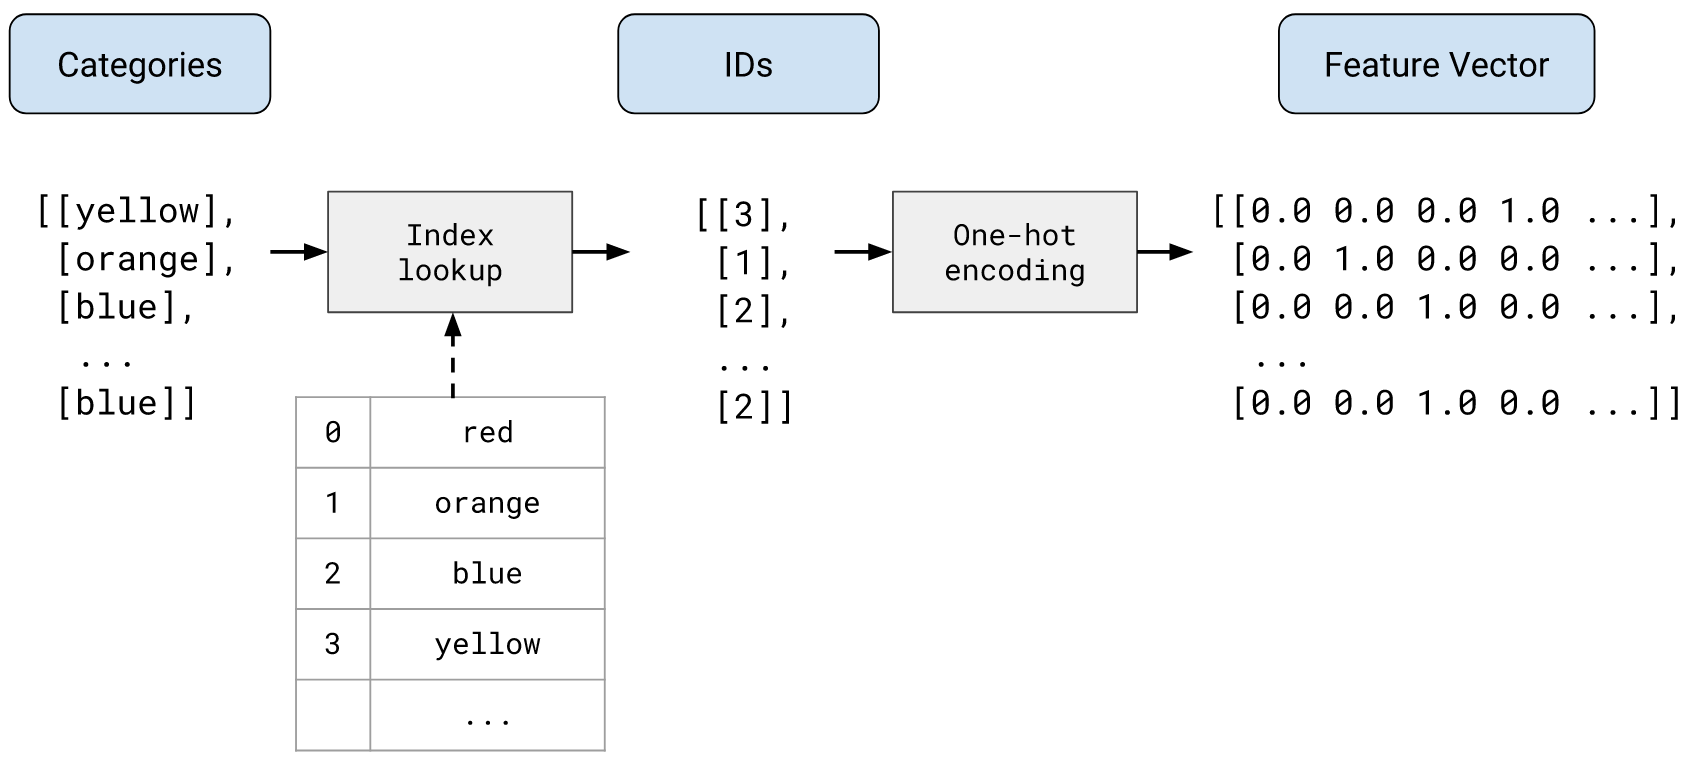 Categories
IDs
Feature Vector
[[yellow],
[orange],
[blue],
...
[blue]]
Index
lookup
[[3],
[1],
[2],
...
[2]]
One-hot
encoding
[[0.0 0.0 0.0 1.0 ...],
[0.0 1.0 0.0 0.0 ...],
[0.0 0.0 1.0 0.0 ...],
...
[0.0 0.0 1.0 0.0 ...]]
0 red
1 orange
2 blue
3 yellow
...